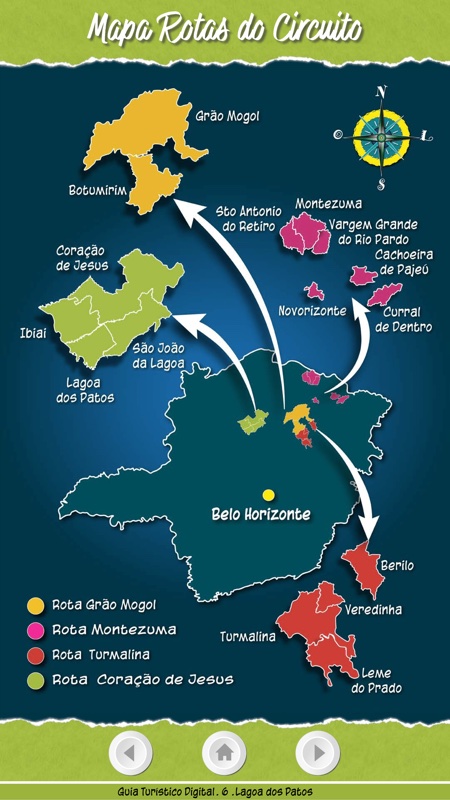 Mapa Rotas do Circuito
N
O
L
S
Grão Mogol
Botumirim
Montezuma
Sto Antonio
do Retiro
Vargem Grande
do Rio Pardo
Cachoeira
de Pajeú
Novorizonte
Curral
de Dentro
Coração
de Jesus
Ibiai
São João
da Lagoa
Lagoa
dos Patos
Belo Horizonte
Berilo
Veredinha
Turmalina
Leme
do Prado
Rota Grão Mogol
Rota Montezuma
Rota Turmalina
Rota Coração de Jesus
Guia Turistico Digital . 6 . Lagoa dos Patos